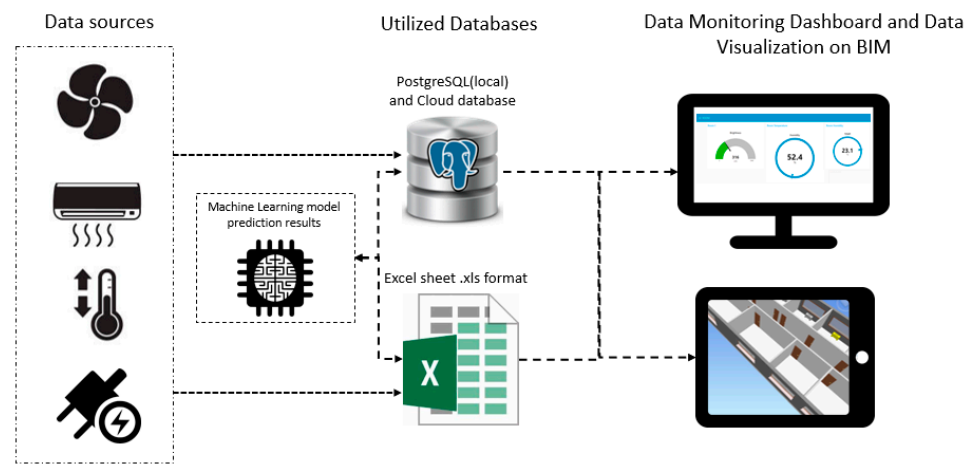 Data sources
Utilized Databases
Data Monitoring Dashboard and Data
Visualization on BIM
PostgreSQL(local)
and Cloud database
Machine Learning model
prediction results
Excel sheet .xls format
X
52.4
23.1